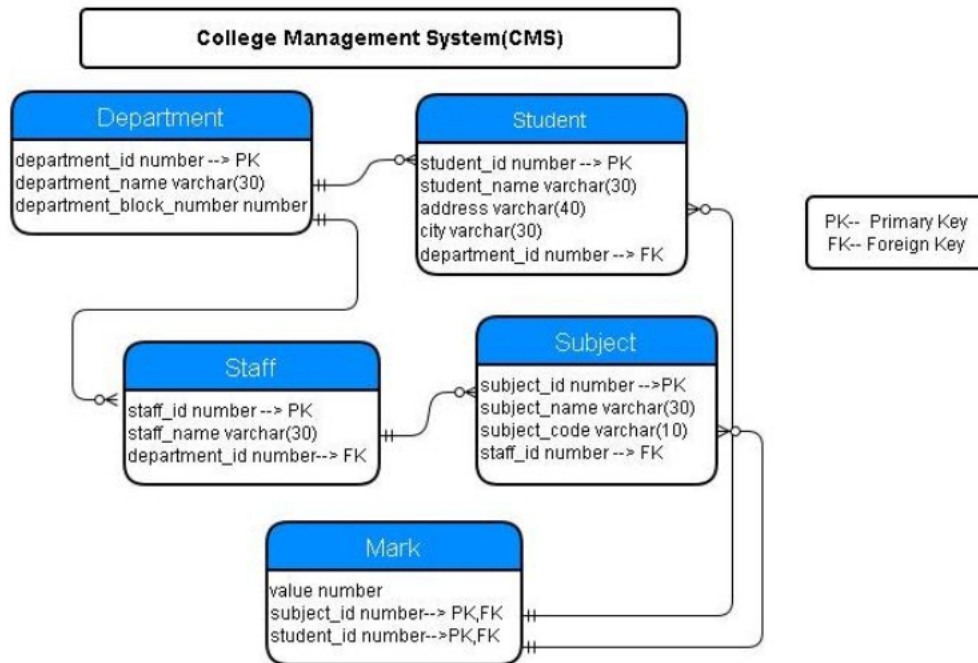 College Management System(CMS)
Department
department_id number --> PK
department_name varchar(30)
department_block_number number
Student
student_id number --> PK
student_name varchar(30)
address varchar(40)
city varchar(30)
department_id number --> FK
PK-- Primary Key
FK-- Foreign Key
Staff
staff_id number --> PK
staff_name varchar(30)
department_id number--> FK
Subject
subject_id number -->PK
subject_name varchar(30)
subject_code varchar(10)
staff_id number --> FK
Mark
value number
subject_id number--> PK,FK
student_id number-->PK,FK